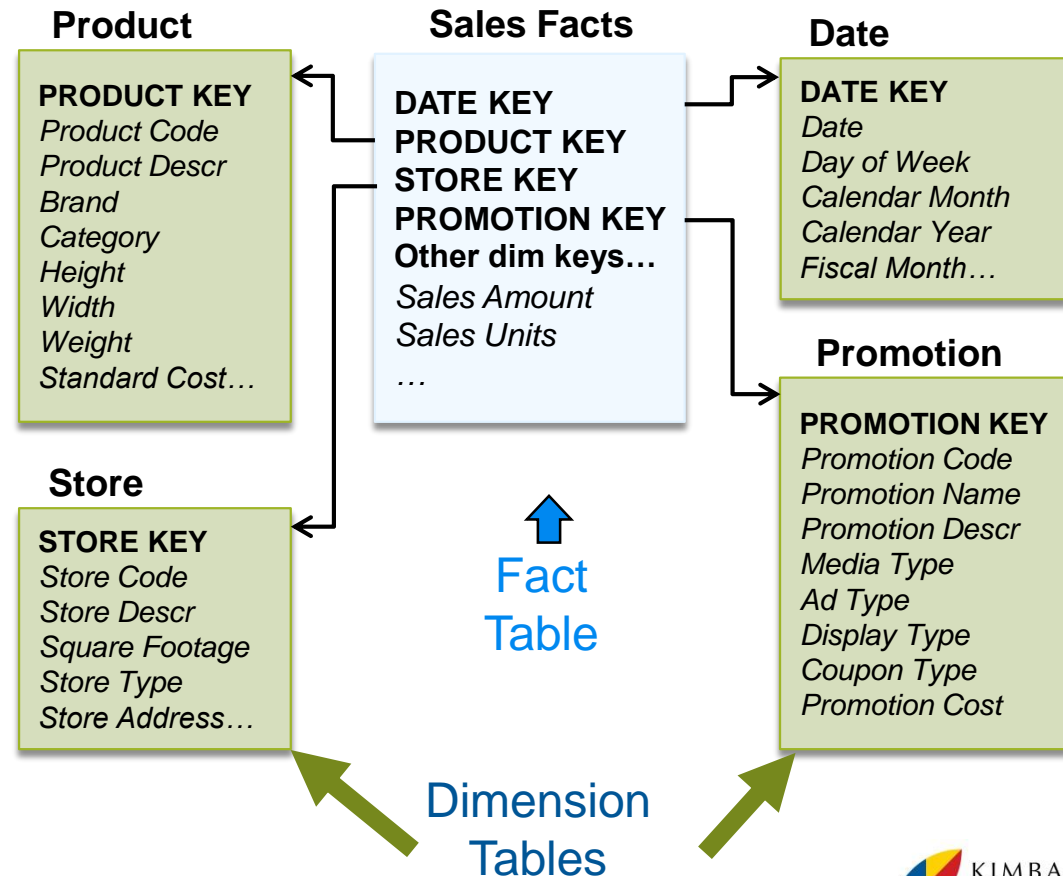 Product
PRODUCT KEY
Product Code
Product Descr
Brand
Category
Height
Width
Weight
Standard Cost…
Sales Facts
DATE KEY
PRODUCT KEY
STORE KEY
PROMOTION KEY
Other dim keys…
Sales Amount
Sales Units
…
Date
DATE KEY
Date
Day of Week
Calendar Month
Calendar Year
Fiscal Month…
Store
STORE KEY
Store Code
Store Descr
Square Footage
Store Type
Store Address…
Fact
Table
Promotion
PROMOTION KEY
Promotion Code
Promotion Name
Promotion Descr
Media Type
Ad Type
Display Type
Coupon Type
Promotion Cost
Dimension
Tables
KIMBA